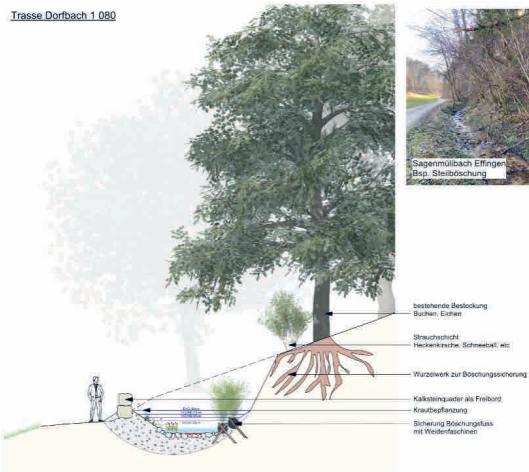 Trasse Dorfbach 1 080
Sagenmülibach Effingen
Bsp. Steilböschung
bestehende Bestockung
Buchen, Eichen
Strauchschicht
Heckenkirsche, Schneeball, etc
Wurzelwerk zur Böschungssicherung
Kalksteinquader als Freibord
Krautbepflanzung
Sicherung Böschungsfuss
mit Weidenfaschinen